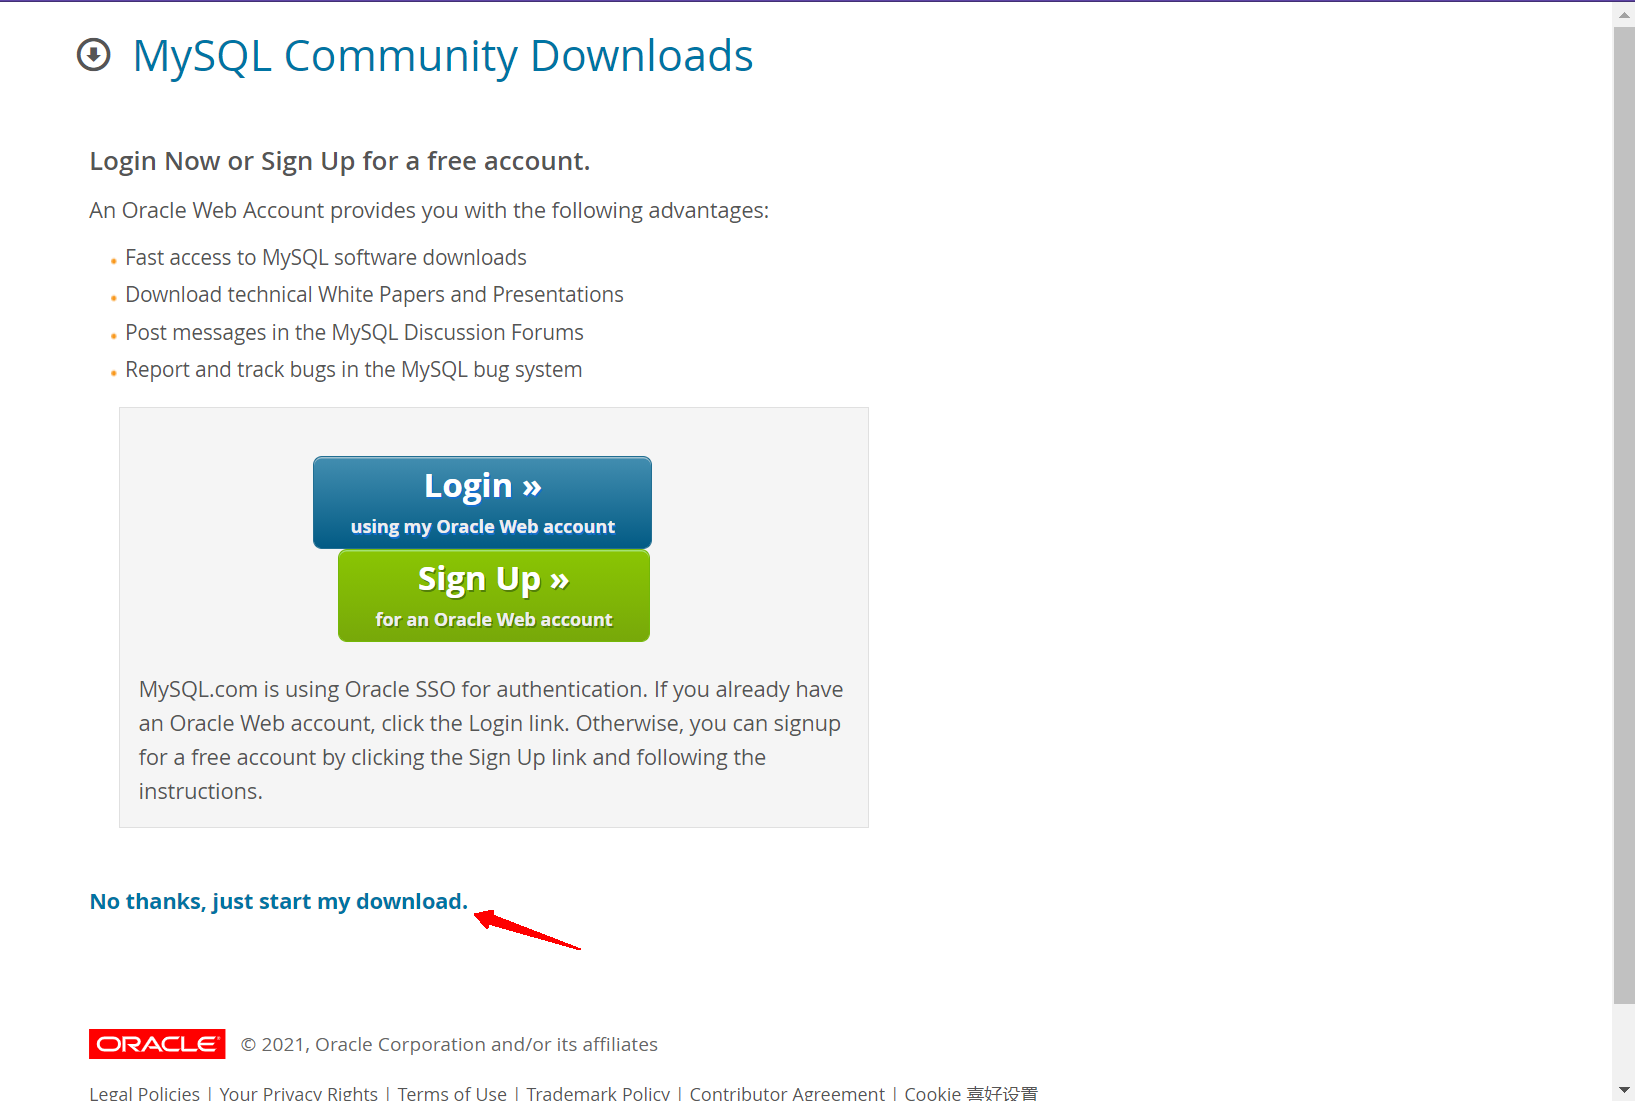 MySQL Community Downloads
Login Now or Sign Up for a free account.
An Oracle Web Account provides you with the following advantages:
Fast access to MySQL software downloads
Download technical White Papers and Presentations
Post messages in the MySQL Discussion Forums
Report and track bugs in the MySQL bug system
Login »
using my Oracle Web account
Sign Up »
for an Oracle Web account
MySQL.com is using Oracle SSO for authentication. If you already have
an Oracle Web account, click the Login link. Otherwise, you can signup
for a free account by clicking the Sign Up link and following the
instructions.
No thanks, just start my download.
ORACLE © 2021, Oracle Corporation and/or its affiliates
Legal Policies | Your Privacy Rights | Terms of Use | Trademark Policy | Contributor Agreement | Cookie 喜好设置